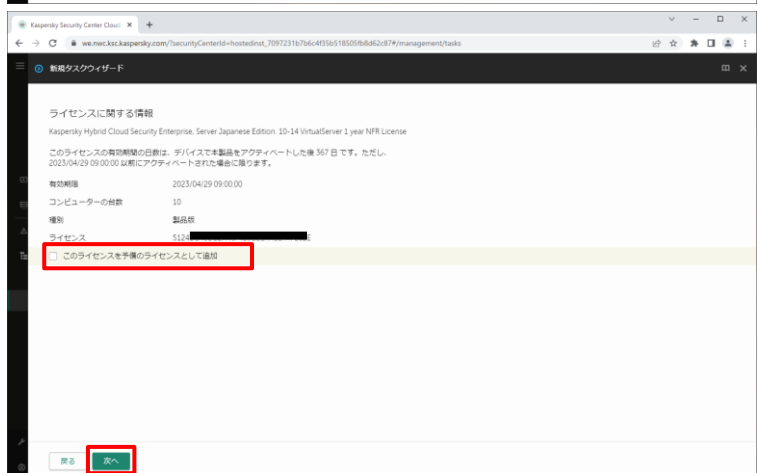 Kaspersky Security Center Cloud
we.nwc.ksc.kaspersky.com/?securityCenterId=hostedinst_7097231b7b6c4f35b518505fb8d62c87#/management/tasks
新規タスクウィザード
ライセンスに関する情報
Kaspersky Hybrid Cloud Security Enterprise, Server Japanese Edition. 10-14 VirtualServer 1 year NFR License
このライセンスの有効期間の日数は、デバイスで本製品をアクティベートした後 367 日 です。ただし、
2023/04/29 09:00:00 以前にアクティベートされた場合に限ります。
有効期限 2023/04/29 09:00:00
コンピューターの台数 10
種別 製品版
ライセンス 5124
このライセンスを予備のライセンスとして追加
戻る 次へ